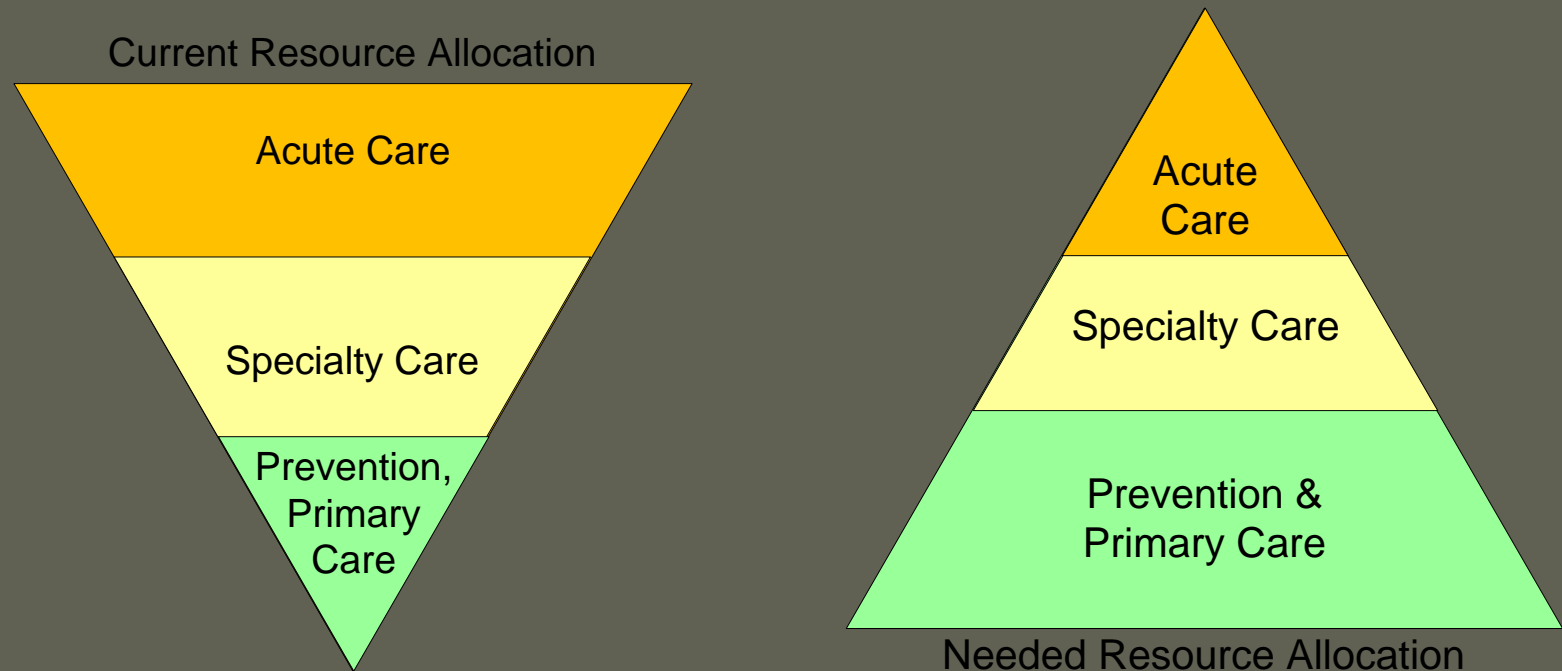 Current Resource Allocation
Acute Care
Specialty Care
Prevention,
Primary
Care
Acute
Care
Specialty Care
Prevention &
Primary Care
Needed Resource Allocation